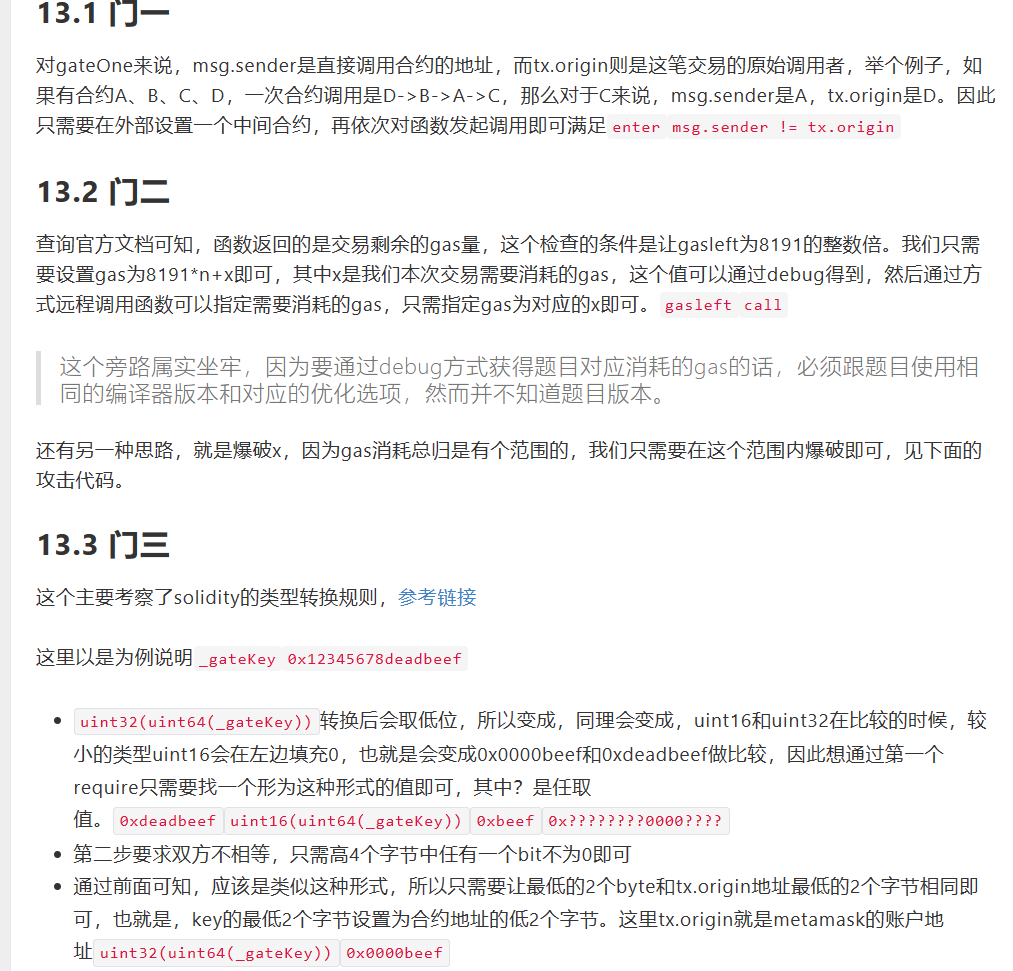 13.1 门一
对gateOne来说，msg.sender是直接调用合约的地址，而tx.origin则是这笔交易的原始调用者，举个例子，如
果有合约A、B、C、D，一次合约调用是D->B->A->C，那么对于C来说，msg.sender是A，tx.origin是D。因此
只需要在外部设置一个中间合约，再依次对函数发起调用即可满足 enter msg.sender != tx.origin
13.2 门二
查询官方文档可知，函数返回的是交易剩余的gas量，这个检查的条件是让gasleft为8191的整数倍。我们只需
要设置gas为8191*n+x即可，其中x是我们本次交易需要消耗的gas，这个值可以通过debug得到，然后通过方
式远程调用函数可以指定需要消耗的gas，只需指定gas为对应的x即可。 gasleft call
这个旁路属实坐牢，因为要通过debug方式获得题目对应消耗的gas的话，必须跟题目使用相
同的编译器版本和对应的优化选项，然而并不知道题目版本。
还有另一种思路，就是爆破x，因为gas消耗总归是有个范围的，我们只需要在这个范围内爆破即可，见下面的
攻击代码。
13.3 门三
这个主要考察了solidity的类型转换规则，参考链接
这里以是为例说明 _gateKey 0x12345678deadbeef
• uint32(uint64(_gateKey)) 转换后会取低位，所以变成，同理会变成，uint16和uint32在比较的时候，较
小的类型uint16会在左边填充0，也就是会变成0x0000beef和0xdeadbeef做比较，因此想通过第一个
require只需要找一个形为这种形式的值即可，其中？是任取
值。 0xdeadbeef uint16(uint64(_gateKey)) 0xbeef 0x????????0000????
• 第二步要求双方不相等，只需高4个字节中任有一个bit不为0即可
• 通过前面可知，应该是类似这种形式，所以只需要让最低的2个byte和tx.origin地址最低的2个字节相同即
可，也就是，key的最低2个字节设置为合约地址的低2个字节。这里tx.origin就是metamask的账户地
址 uint32(uint64(_gateKey)) 0x0000beef